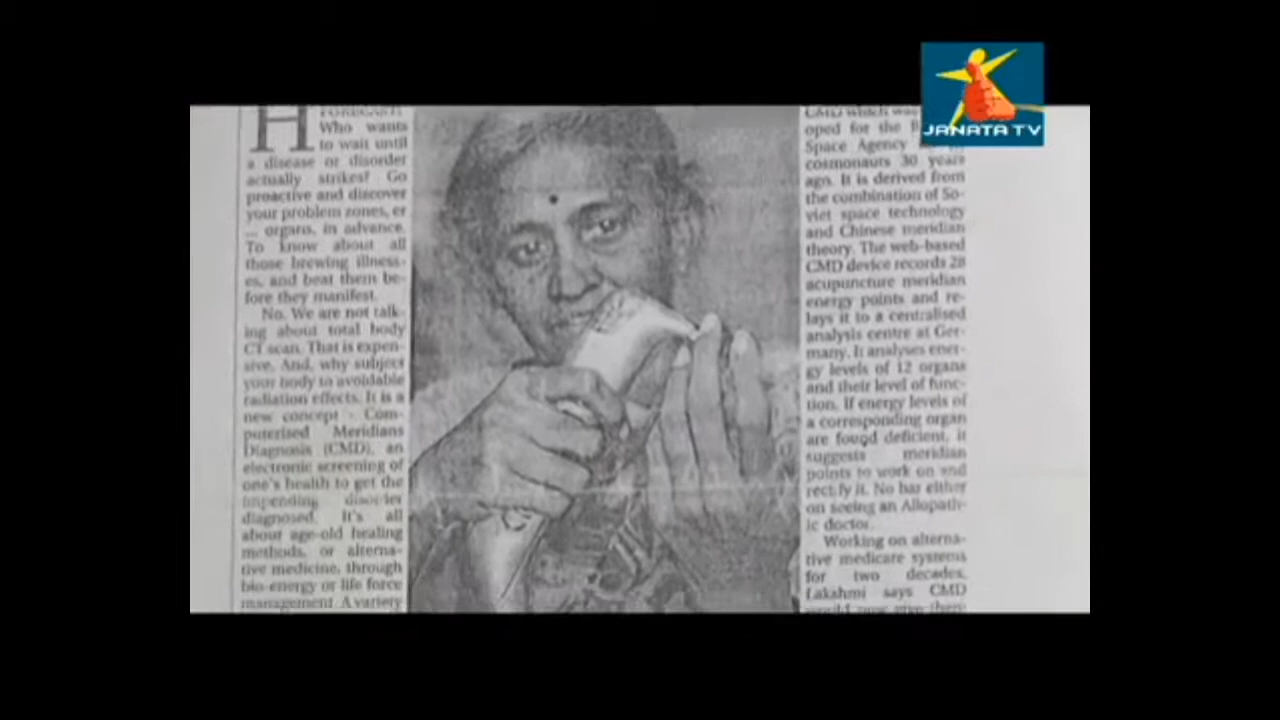 H
Who wants
to wait until
a disease or disorder
actually strikes? Go
proactive and discover
your problem zones, er
... organs, in advance.
To know about all
those brewing illness-
es, and beat them be-
fore they manifest.
No. We are not talk-
ing about total body
CT scan. That is expen-
sive. And, why subject
your body to avoidable
radiation effects. It is a
new concept - Com-
puterised Meridians
Diagnosis (CMD), an
electronic screening of
one's health to get the
impending disorder
diagnosed. It's all
about age-old healing
methods, or alterna-
tive medicine, through
bio-energy or life force
management. A variety
CMD which was
oped for the
Space Agency
cosmonauts 30 years
ago. It is derived from
the combination of So-
viet space technology
and Chinese meridian
theory. The web-based
CMD device records 28
acupuncture meridian
energy points and re-
lays it to a centralised
analysis centre at Ger-
many. It analyses ener-
gy levels of 12 organs
and their level of func-
tion. If energy levels of
a corresponding organ
are found deficient, it
suggests meridian
points to work on and
rectify it. No bar either
on seeing an Allopath-
ic doctor.
Working on alterna-
tive medicare systems
for two decades,
Lakshmi says CMD
JANATA TV